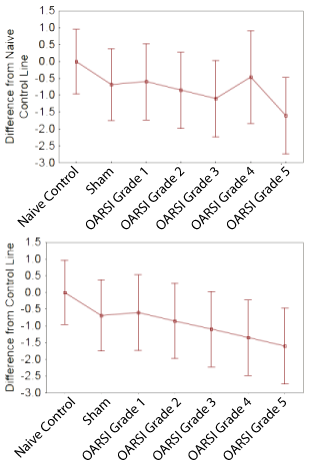 Difference from Naive
Control Line
1.5
1.0
0.5
0.0
-0.5
-1.0
-1.5
-2.0
-2.5
-3.0
Naive Control
Sham
OARSI Grade 1
OARSI Grade 2
OARSI Grade 3
OARSI Grade 4
OARSI Grade 5
Difference from Control Line
1.5
1.0
0.5
0.0
-0.5
-1.0
-1.5
-2.0
-2.5
-3.0
Naive Control
Sham
OARSI Grade 1
OARSI Grade 2
OARSI Grade 3
OARSI Grade 4
OARSI Grade 5